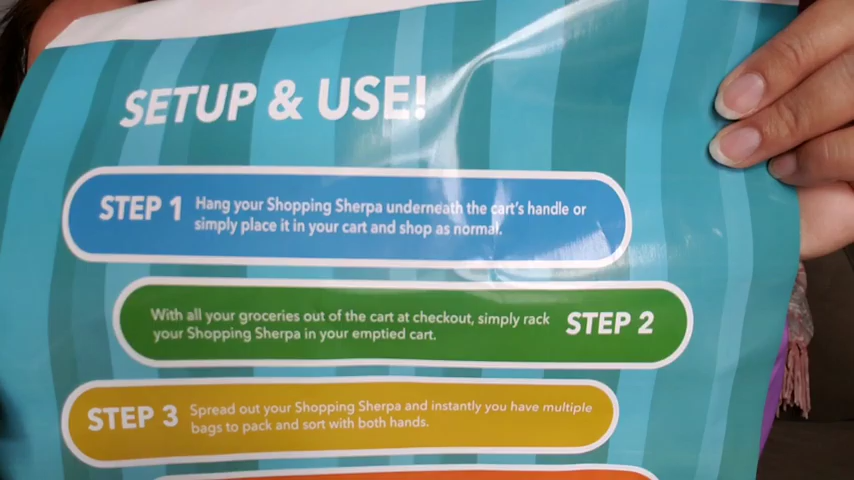 SETUP & USE!
STEP 1
Hang your Shopping Sherpa underneath the cart's handle or
simply place it in your cart and shop as normal.
With all your groceries out of the cart at checkout, simply rack
your Shopping Sherpa in your emptied cart.
STEP 2
STEP 3
Spread out your Shopping Sherpa and instantly you have multiple
bags to pack and sort with both hands.